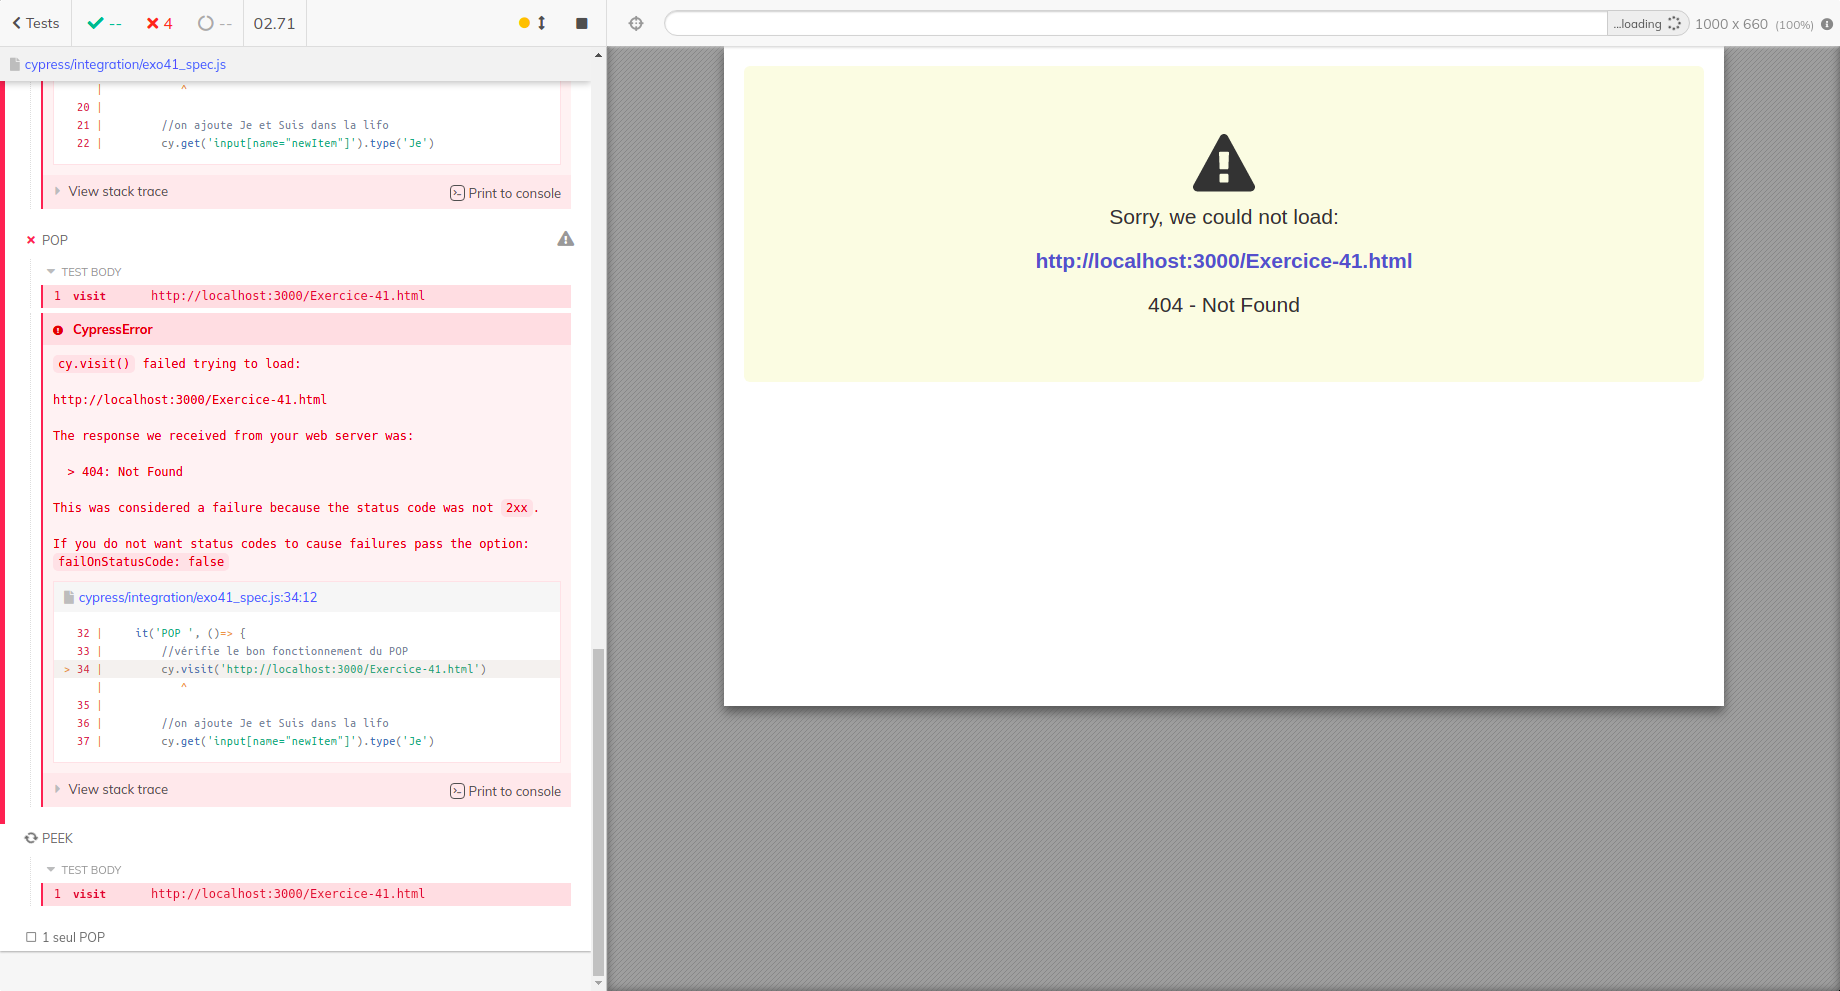 Tests
--
4
--
02.71
cypress/integration/exo41_spec.js
| ^
20 |
21 | //on ajoute Je et Suis dans la lifo
22 | cy.get('input[name="newItem"]').type('Je')
View stack trace
Print to console
POP
TEST BODY
1 visit http://localhost:3000/Exercice-41.html
CypressError
cy.visit() failed trying to load:
http://localhost:3000/Exercice-41.html
The response we received from your web server was:
> 404: Not Found
This was considered a failure because the status code was not 2xx.
If you do not want status codes to cause failures pass the option:
failOnStatusCode: false
cypress/integration/exo41_spec.js:34:12
32 | it('POP ', ()=> {
33 | //vérifie le bon fonctionnement du POP
> 34 | cy.visit('http://localhost:3000/Exercice-41.html')
| ^
35 |
36 | //on ajoute Je et Suis dans la lifo
37 | cy.get('input[name="newItem"]').type('Je')
View stack trace
Print to console
PEEK
TEST BODY
1 visit http://localhost:3000/Exercice-41.html
1 seul POP
...loading
1000 x 660 (100%)
Sorry, we could not load:
http://localhost:3000/Exercice-41.html
404 - Not Found